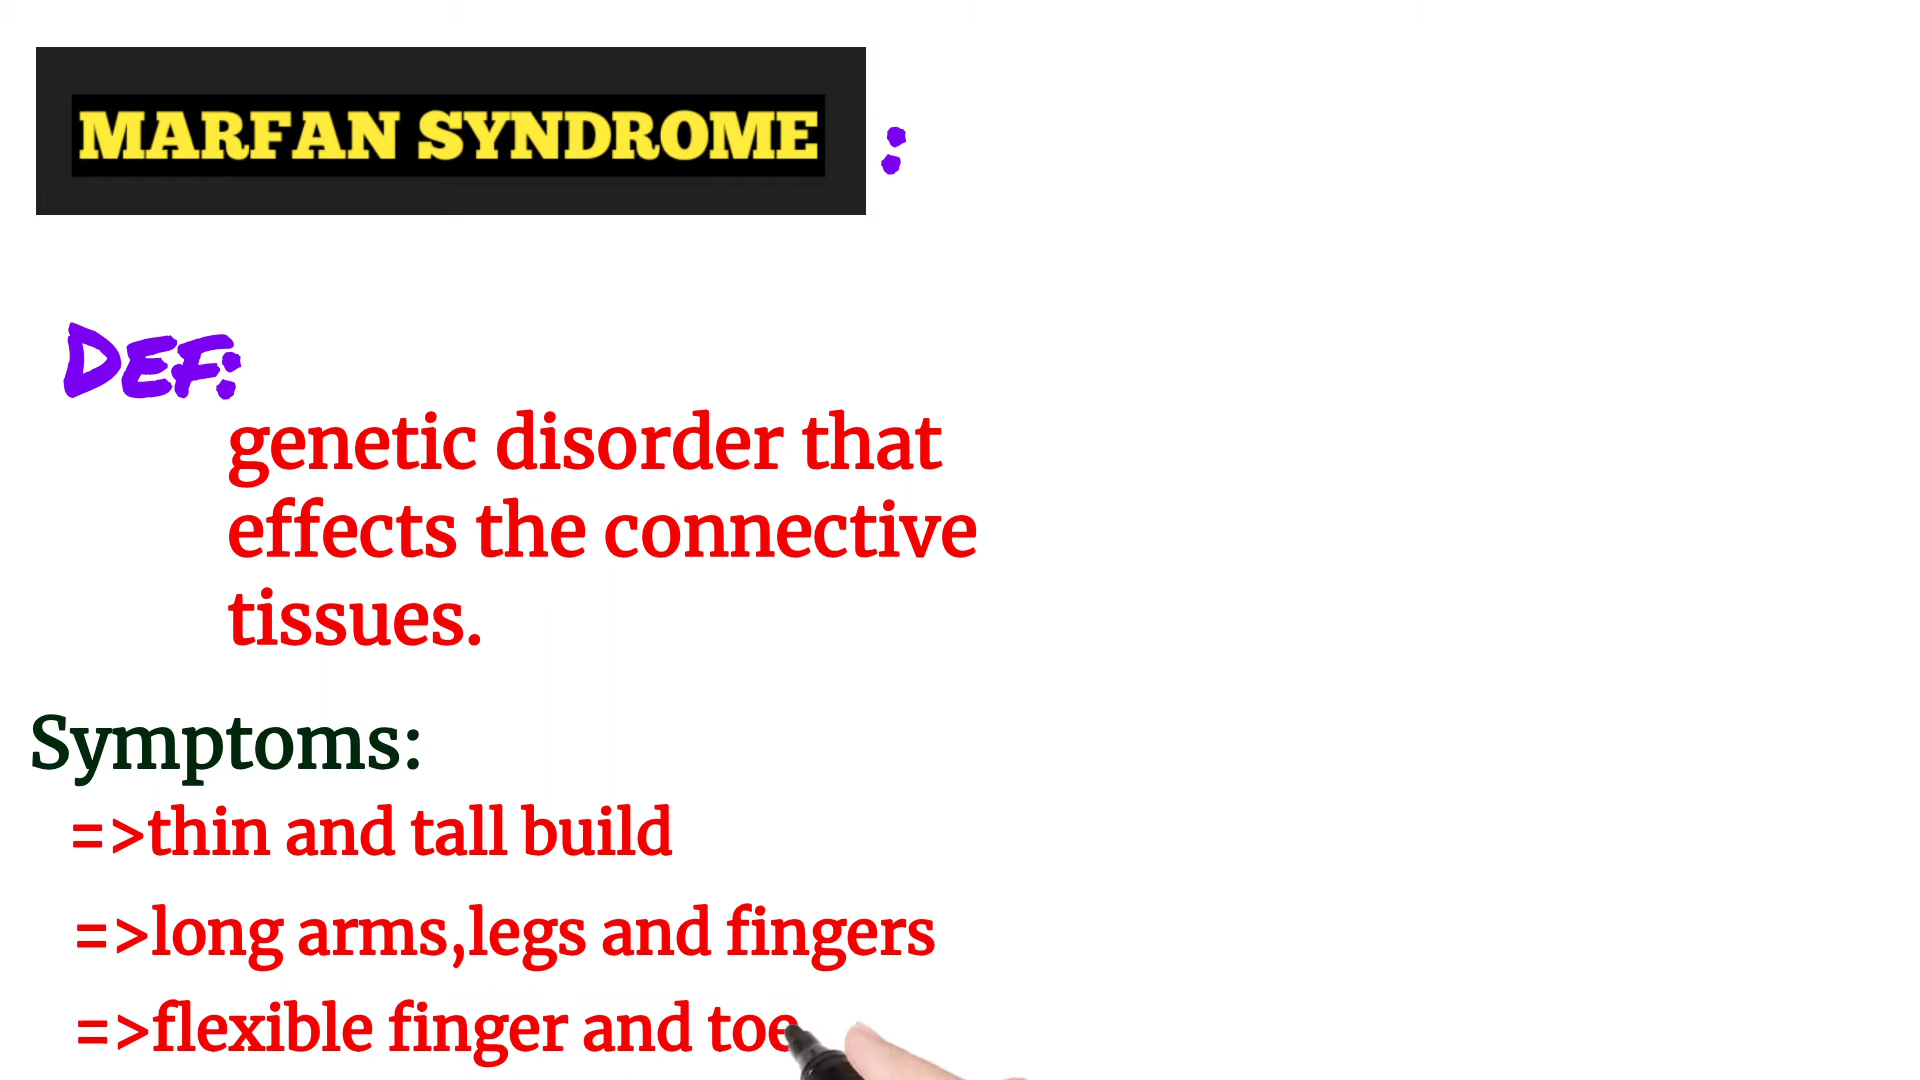 MARFAN SYNDROME :
DEF:
genetic disorder that
effects the connective
tissues.
Symptoms:
=>thin and tall build
=>long arms,legs and fingers
=>flexible finger and toe